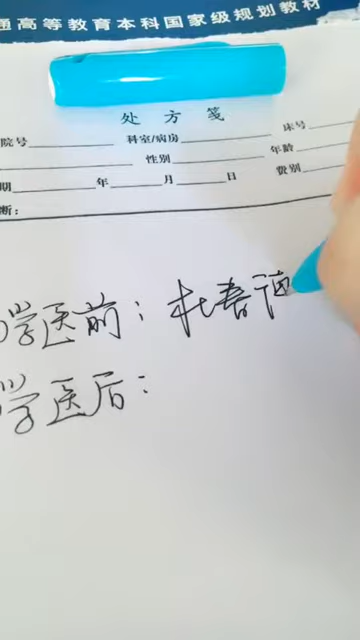 通高等教育本科国家级规划教材
处方笺
院号 科室/病房 床号
性别 年龄
期 年 月 日 费别
断:
学医前: 杜春
学医后: